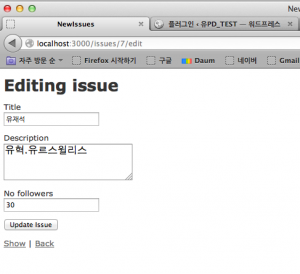 NewIssues
플러그인 ‹ 유PD_TEST — 워드프레스
New
localhost:3000/issues/7/edit
자주 방문 순
Firefox 시작하기
구글
Daum
네이버
Gmail
Editing issues
Title
유재석
Description
유혁.유르스윌리스
No followers
30
Update Issue
Show | Back